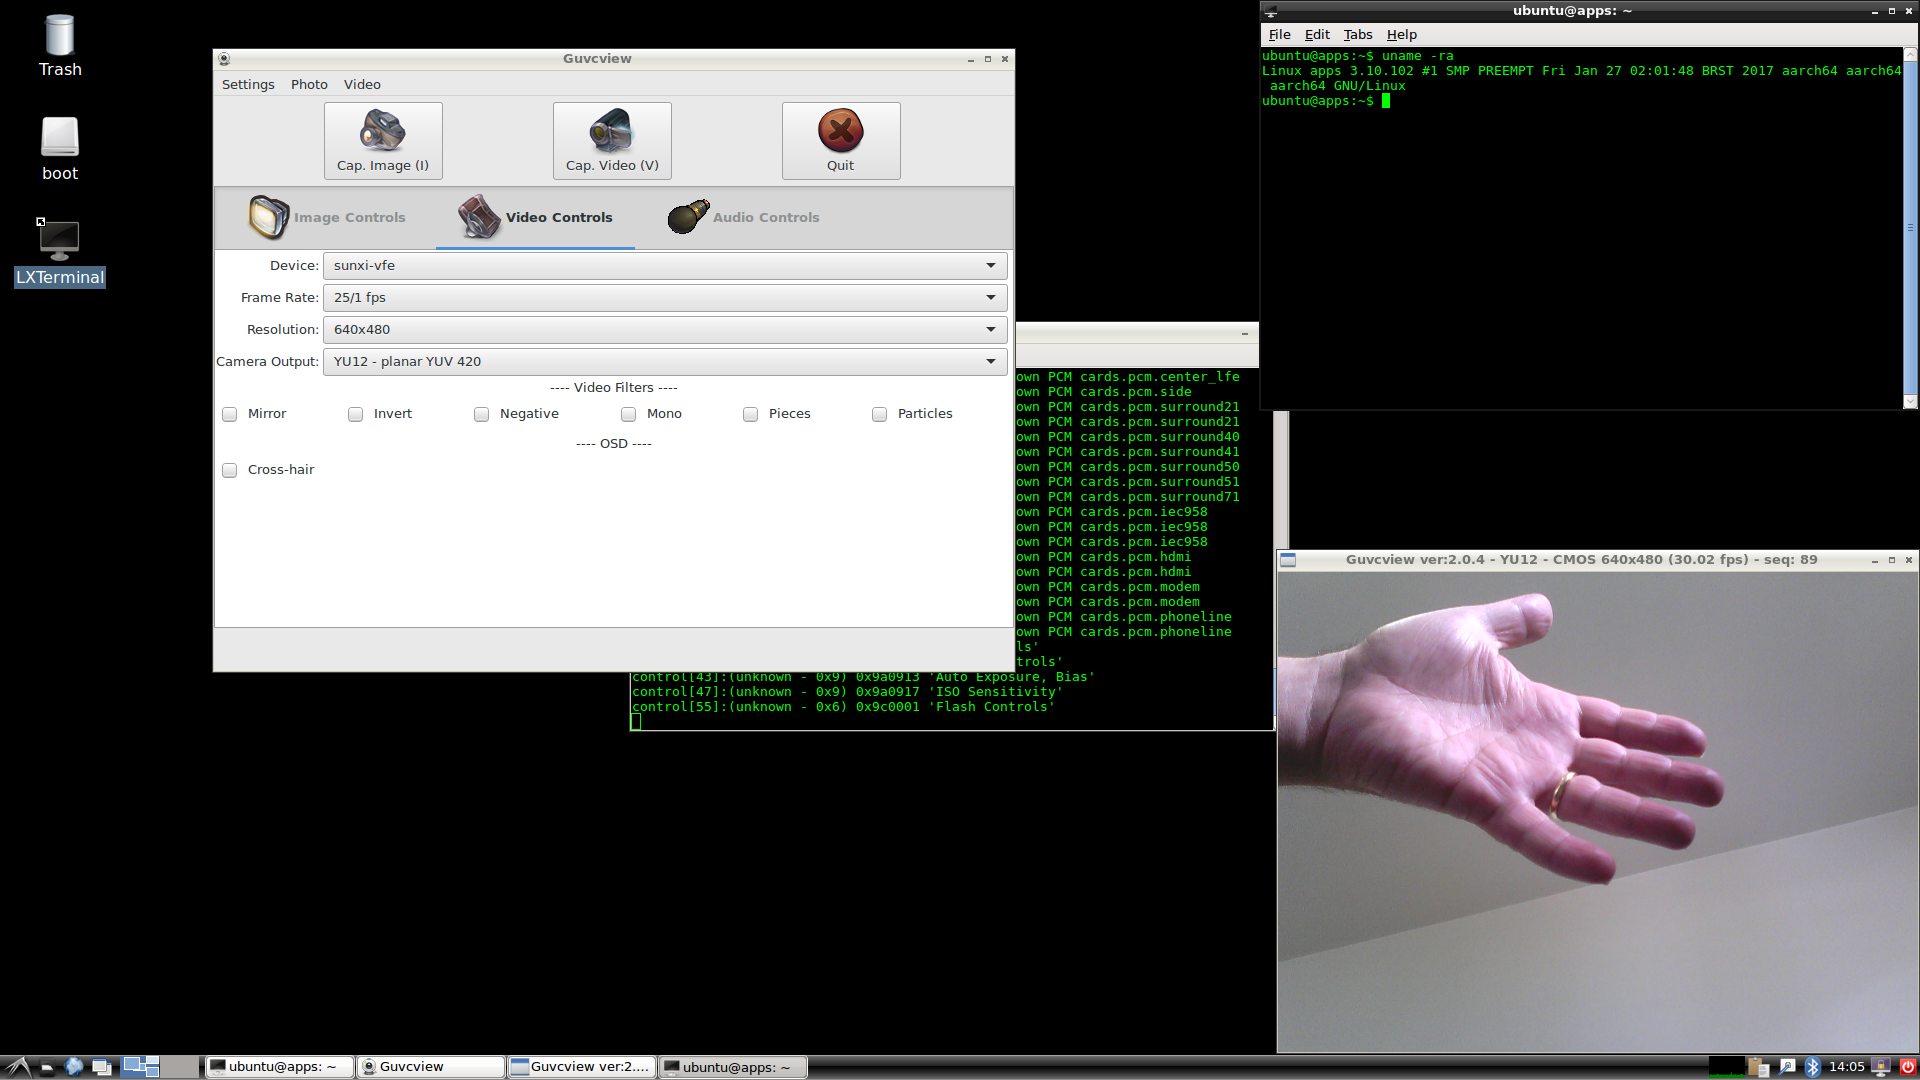 Trash
boot
LXTerminal
Guvcview
Settings Photo Video
Cap. Image (I) Cap. Video (V) Quit
Image Controls Video Controls Audio Controls
Device: sunxi-vfe
Frame Rate: 25/1 fps
Resolution: 640x480
Camera Output: YU12 - planar YUV 420
---- Video Filters ----
Mirror Invert Negative Mono Pieces Particles
---- OSD ----
Cross-hair
ubuntu@apps: ~
File Edit Tabs Help
ubuntu@apps:~$ uname -ra
Linux apps 3.10.102 #1 SMP PREEMPT Fri Jan 27 02:01:48 BRST 2017 aarch64 aarch64
aarch64 GNU/Linux
ubuntu@apps:~$
own PCM cards.pcm.center_lfe
own PCM cards.pcm.side
own PCM cards.pcm.surround21
own PCM cards.pcm.surround21
own PCM cards.pcm.surround40
own PCM cards.pcm.surround41
own PCM cards.pcm.surround50
own PCM cards.pcm.surround51
own PCM cards.pcm.surround71
own PCM cards.pcm.iec958
own PCM cards.pcm.iec958
own PCM cards.pcm.iec958
own PCM cards.pcm.hdmi
own PCM cards.pcm.hdmi
own PCM cards.pcm.modem
own PCM cards.pcm.modem
own PCM cards.pcm.phoneline
own PCM cards.pcm.phoneline
ls'
trols'
control[43]:(unknown - 0x9) 0x9a0913 'Auto Exposure, Bias'
control[47]:(unknown - 0x9) 0x9a0917 'ISO Sensitivity'
control[55]:(unknown - 0x6) 0x9c0001 'Flash Controls'
Guvcview ver:2.0.4 - YU12 - CMOS 640x480 (30.02 fps) - seq: 89
ubuntu@apps: ~ Guvcview Guvcview ver:2.... ubuntu@apps: ~ 14:05